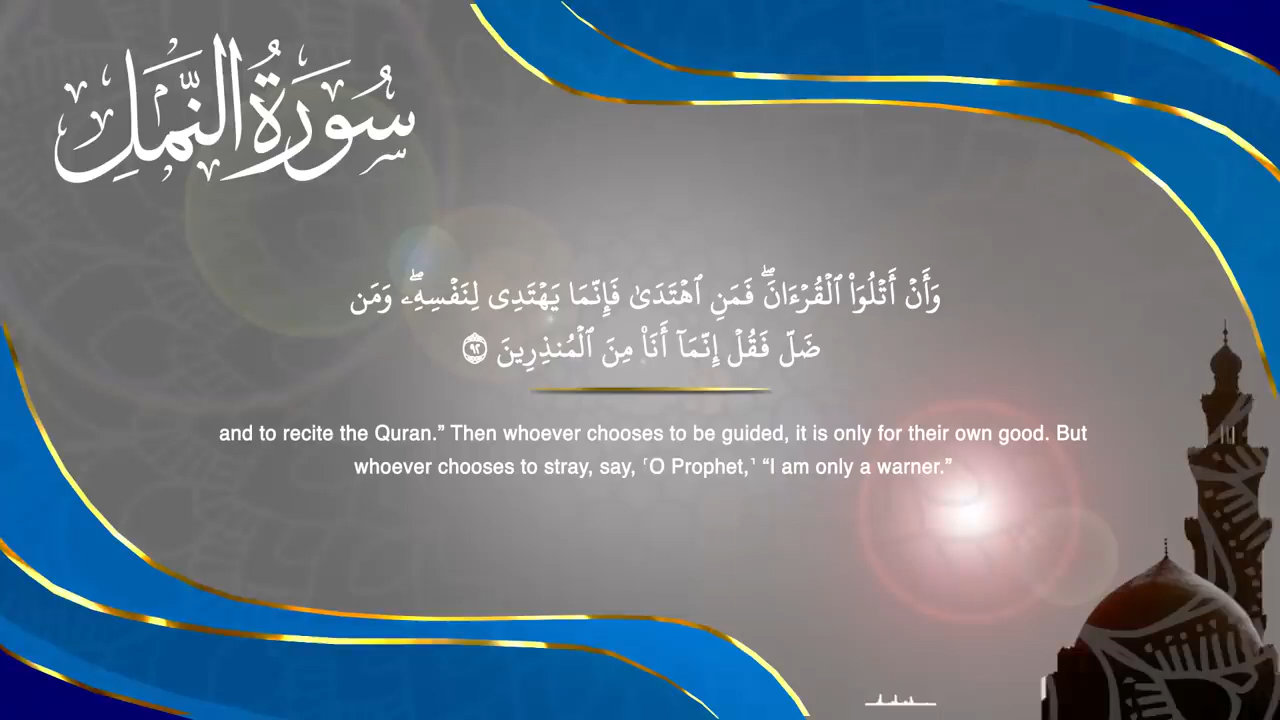 سُورَةُ النَّمْلِ
وَأَنْ أَتْلُوَا۟ ٱلْقُرْءَانَ ۖ فَمَنِ ٱهْتَدَىٰ فَإِنَّمَا يَهْتَدِى لِنَفْسِهِۦ ۖ وَمَن
ضَلَّ فَقُلْ إِنَّمَآ أَنَا۠ مِنَ ٱلْمُنذِرِينَ ٩٢
and to recite the Quran.” Then whoever chooses to be guided, it is only for their own good. But
whoever chooses to stray, say, ˹O Prophet,˺ “I am only a warner.”